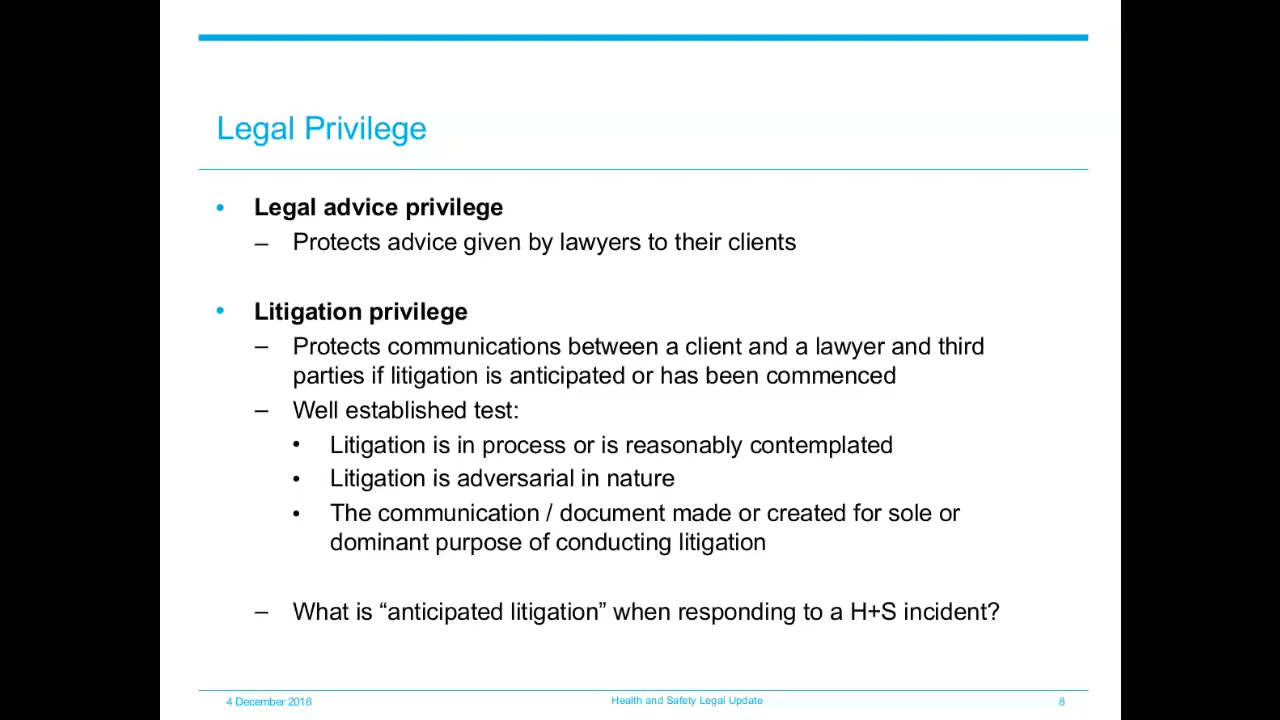 Legal Privilege
• Legal advice privilege
– Protects advice given by lawyers to their clients
• Litigation privilege
– Protects communications between a client and a lawyer and third
parties if litigation is anticipated or has been commenced
– Well established test:
• Litigation is in process or is reasonably contemplated
• Litigation is adversarial in nature
• The communication / document made or created for sole or
dominant purpose of conducting litigation
– What is “anticipated litigation” when responding to a H+S incident?
4 December 2018 Health and Safety Legal Update 8